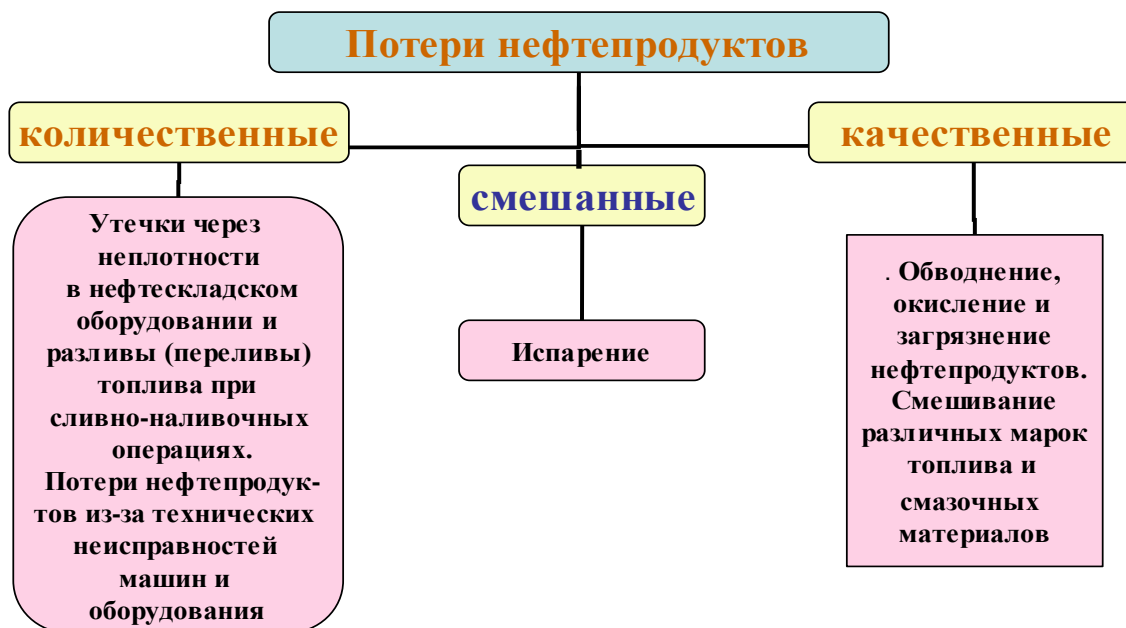 Потери нефтепродуктов
количественные
качественные
смешанные
Утечки через
неплотности
в нефтескладском
оборудовании и
разливы (переливы)
топлива при
сливно-наливочных
операциях.
Потери нефтепродук-
тов из-за технических
неисправностей
машин и
оборудования
Испарение
. Обводнение,
окисление и
загрязнение
нефтепродуктов.
Смешивание
различных марок
топлива и
смазочных
материалов